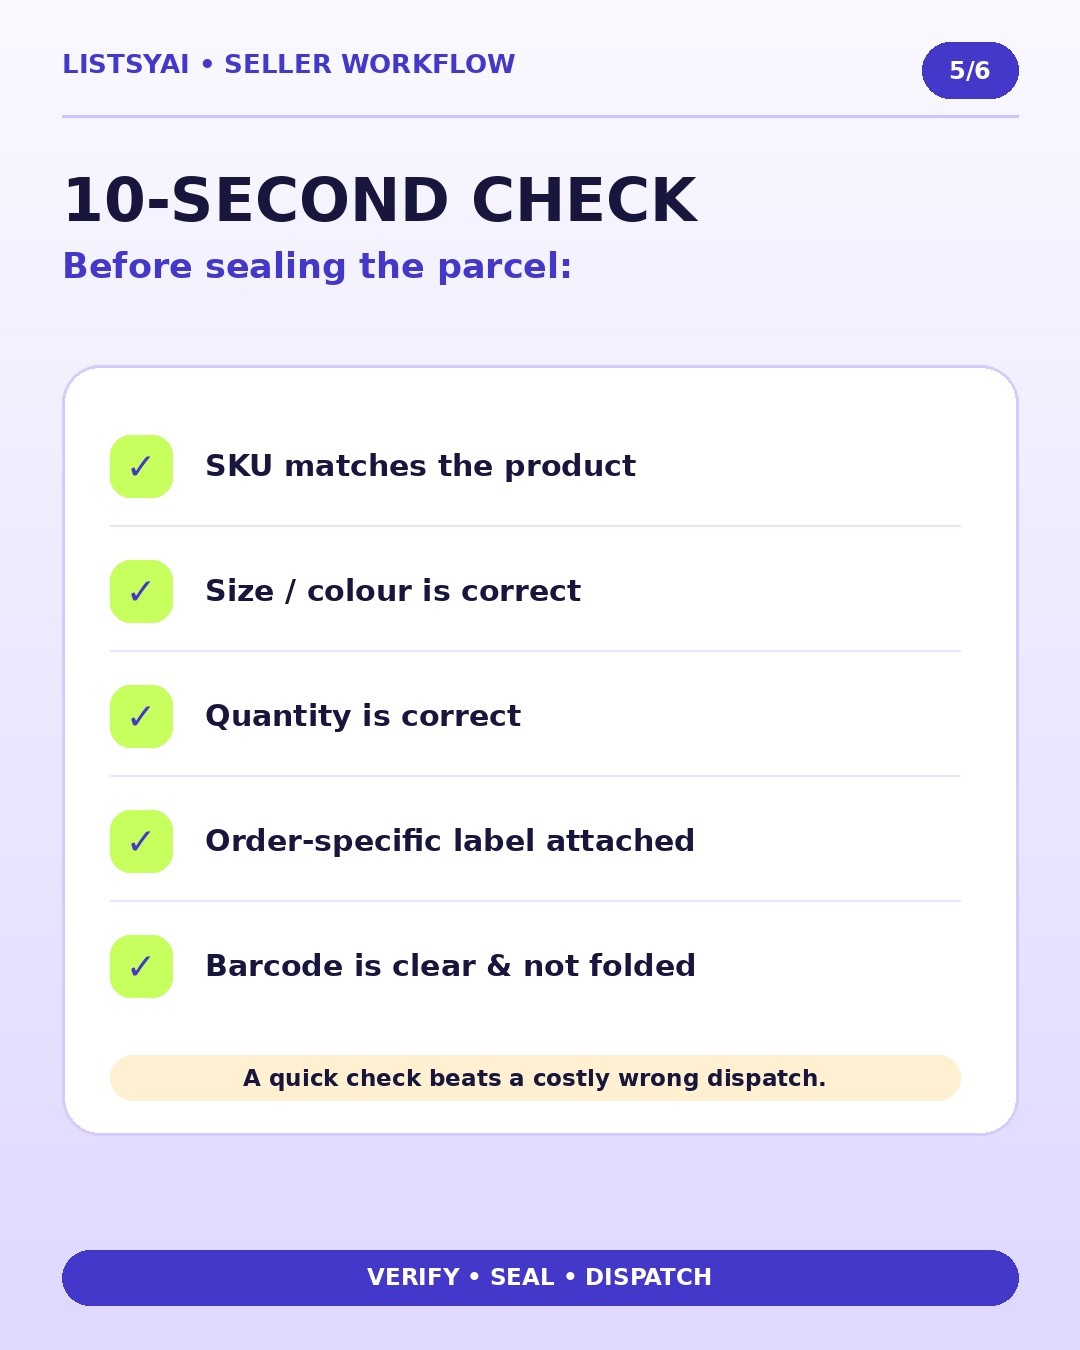 LISTSYAI • SELLER WORKFLOW
5/6
10-SECOND CHECK
Before sealing the parcel:
✓ SKU matches the product
✓ Size / colour is correct
✓ Quantity is correct
✓ Order-specific label attached
✓ Barcode is clear & not folded
A quick check beats a costly wrong dispatch.
VERIFY • SEAL • DISPATCH